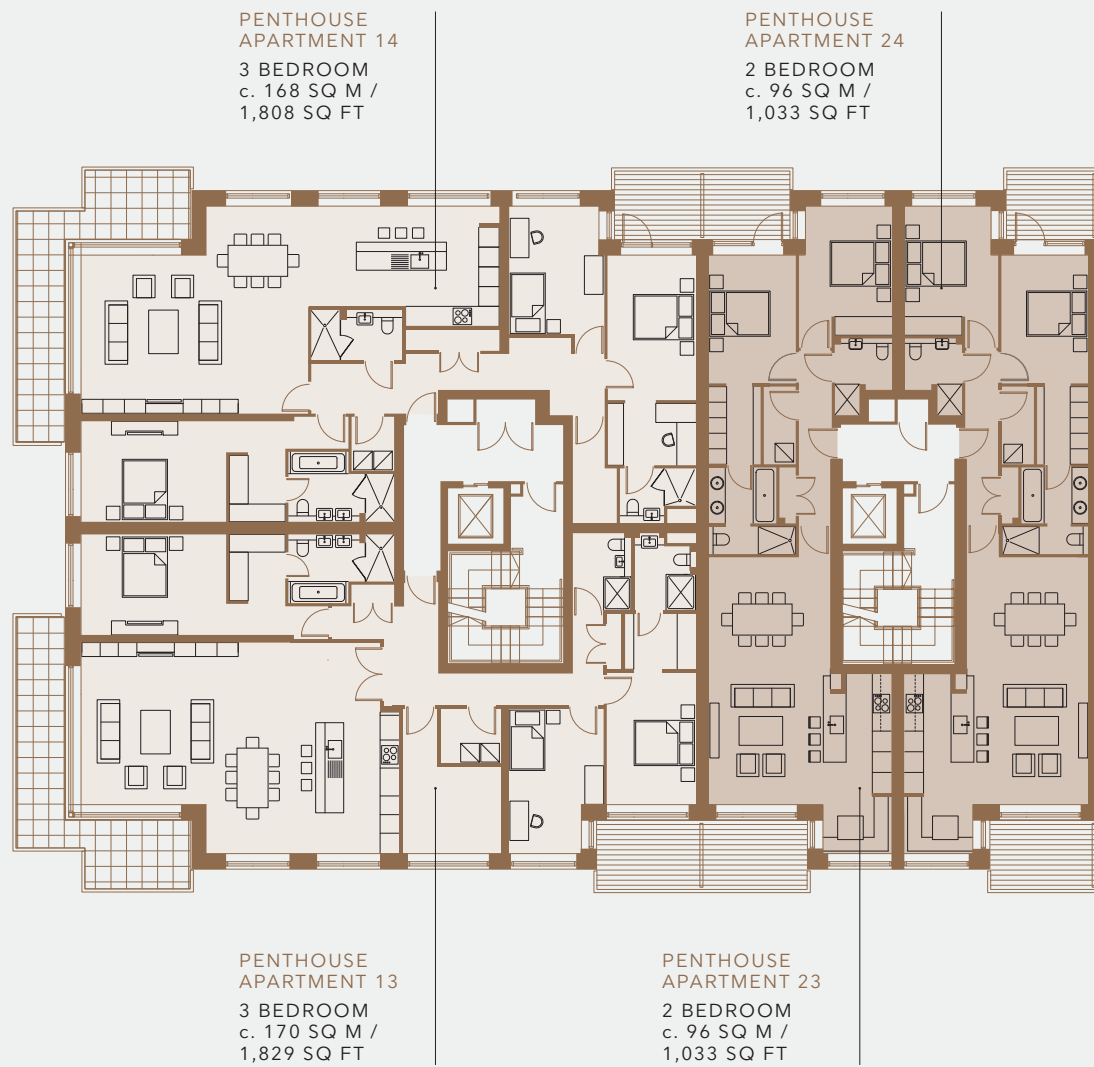 PENTHOUSE
APARTMENT 14
3 BEDROOM
c. 168 SQ M /
1,808 SQ FT
PENTHOUSE
APARTMENT 24
2 BEDROOM
c. 96 SQ M /
1,033 SQ FT
PENTHOUSE
APARTMENT 13
3 BEDROOM
c. 170 SQ M /
1,829 SQ FT
PENTHOUSE
APARTMENT 23
2 BEDROOM
c. 96 SQ M /
1,033 SQ FT